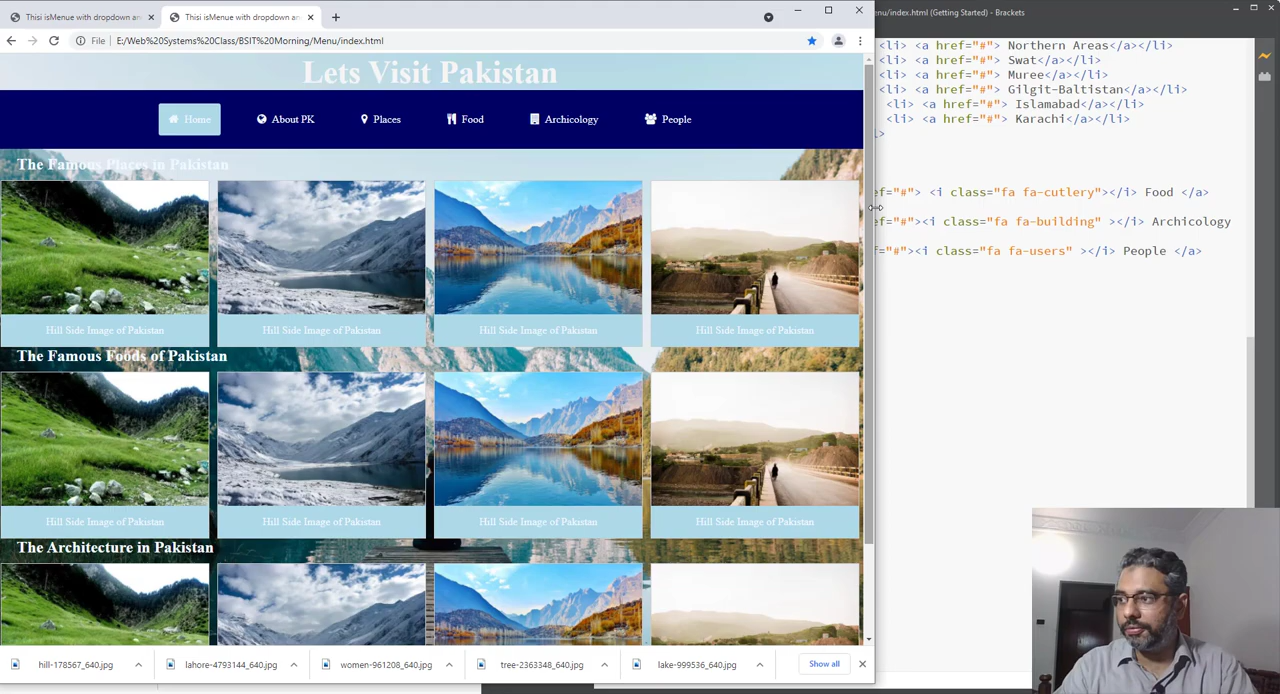 Thisi isMenue with dropdown an
Thisi isMenue with dropdown an
enu/index.html (Getting Started) - Brackets
File
E:/Web%20Systems%20Class/BSIT%20Morning/Menu/index.html
Lets Visit Pakistan
Home
About PK
Places
Food
Archicology
People
The Famous Places in Pakistan
Hill Side Image of Pakistan
Hill Side Image of Pakistan
Hill Side Image of Pakistan
Hill Side Image of Pakistan
The Famous Foods of Pakistan
Hill Side Image of Pakistan
Hill Side Image of Pakistan
Hill Side Image of Pakistan
Hill Side Image of Pakistan
The Architecture in Pakistan
<li> <a href="#"> Northern Areas</a></li>
<li> <a href="#"> Swat</a></li>
<li> <a href="#"> Muree</a></li>
<li> <a href="#"> Gilgit-Baltistan</a></li>
<li> <a href="#"> Islamabad</a></li>
<li> <a href="#"> Karachi</a></li>
l>
ef="#"> <i class="fa fa-cutlery"></i> Food </a>
ef="#"><i class="fa fa-building" ></i> Archicology
ef="#"><i class="fa fa-users" ></i> People </a>
hill-178567_640.jpg
lahore-4793144_640.jpg
women-961208_640.jpg
tree-2363348_640.jpg
lake-999536_640.jpg
Show all